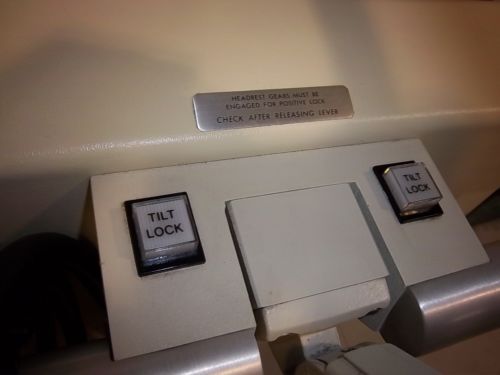 HEADREST GEARS MUST BE
ENGAGED FOR POSITIVE LOCK
CHECK AFTER RELEASING LEVER
TILT
LOCK
TILT
LOCK